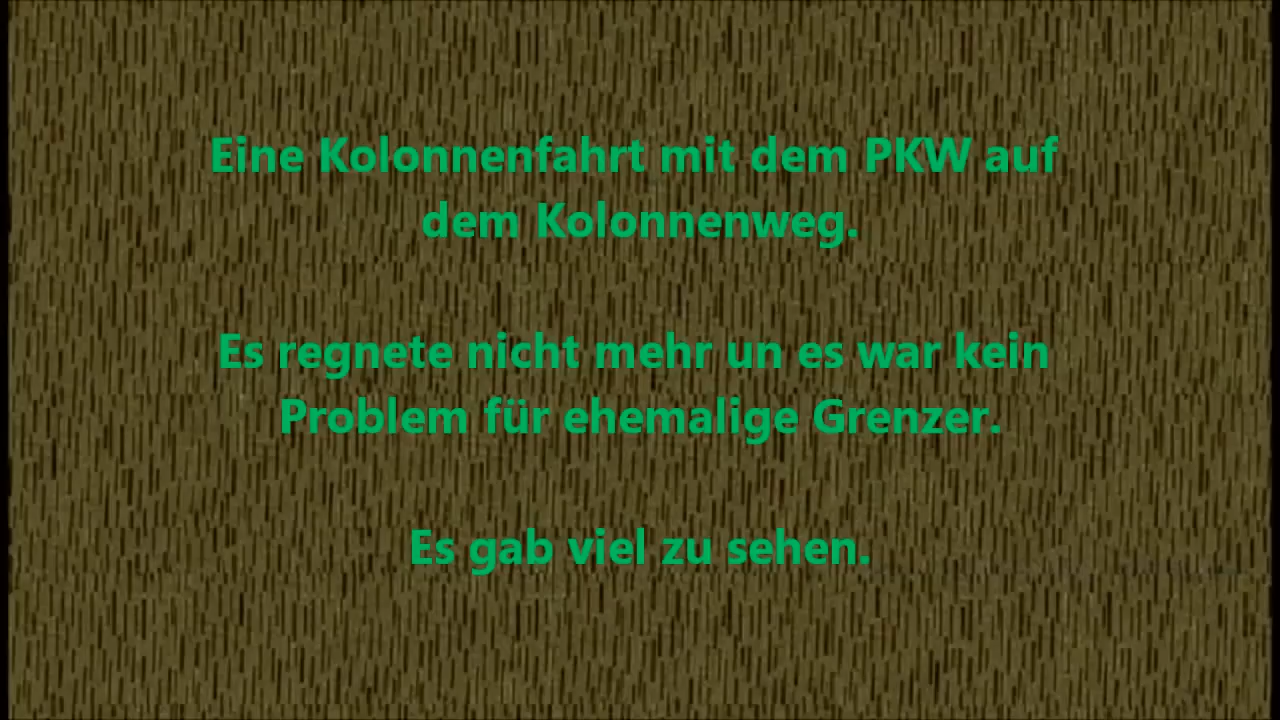 Eine Kolonnenfahrt mit dem PKW auf
dem Kolonnenweg.
Es regnete nicht mehr un es war kein
Problem für ehemalige Grenzer.
Es gab viel zu sehen.